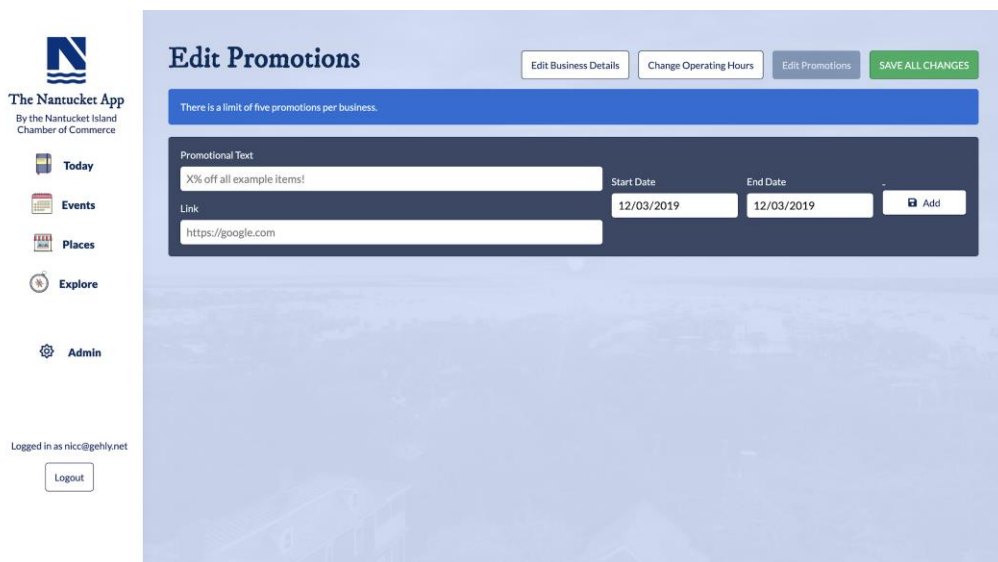 N
The Nantucket App
By the Nantucket Island
Chamber of Commerce
Today
Events
Places
Explore
Admin
Logged in as nicc@gehly.net
Logout
Edit Promotions
Edit Business Details
Change Operating Hours
Edit Promotions
SAVE ALL CHANGES
There is a limit of five promotions per business.
Promotional Text
X% off all example items!
Link
https://google.com
Start Date
12/03/2019
End Date
12/03/2019
-
Add